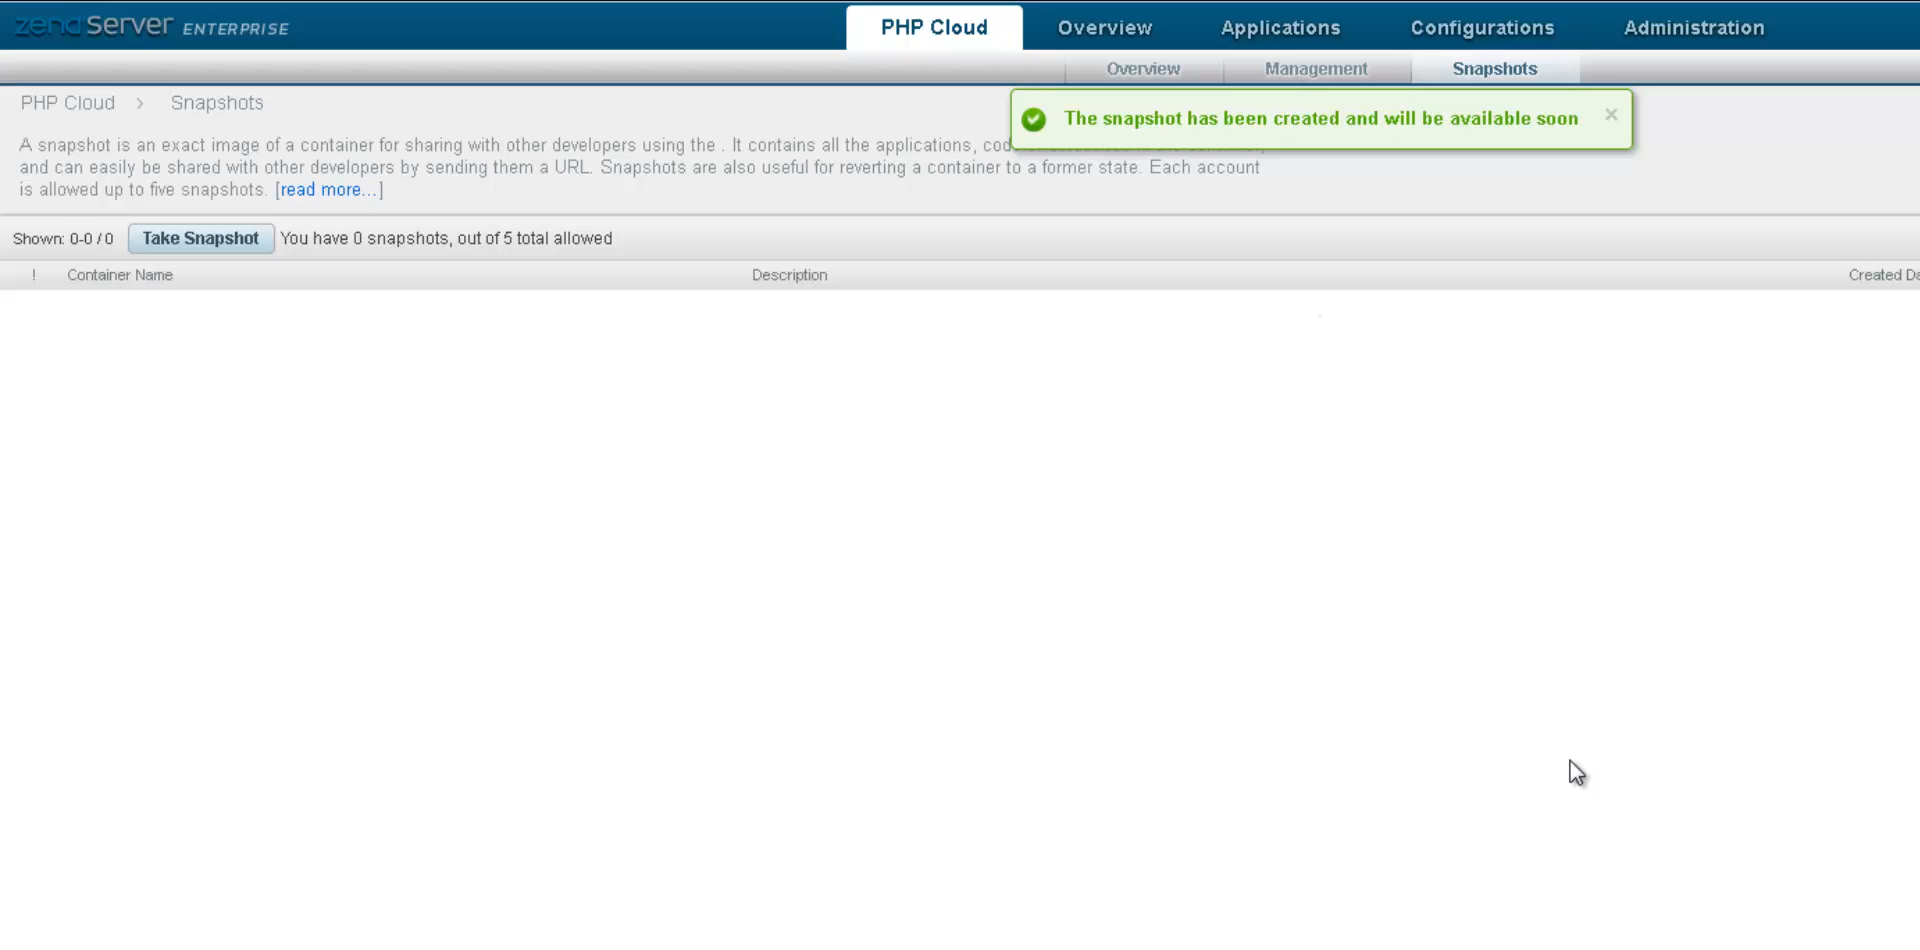 zend Server ENTERPRISE
PHP Cloud Overview Applications Configurations Administration
Overview Management Snapshots
PHP Cloud > Snapshots
The snapshot has been created and will be available soon ×
A snapshot is an exact image of a container for sharing with other developers using the . It contains all the applications,
and can easily be shared with other developers by sending them a URL. Snapshots are also useful for reverting a container to a former state. Each account
is allowed up to five snapshots. [read more...]
Shown: 0-0 / 0 Take Snapshot You have 0 snapshots, out of 5 total allowed
! Container Name Description Created